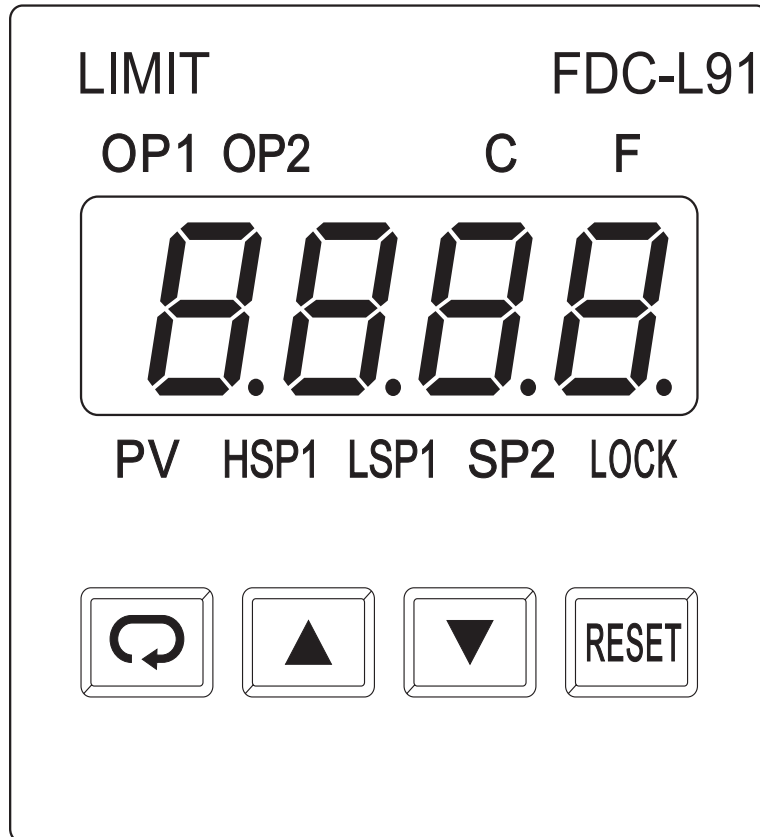 LIMIT FDC-L91
OP1 OP2 C F
8.8.8.8.
PV HSP1 LSP1 SP2 LOCK
RESET